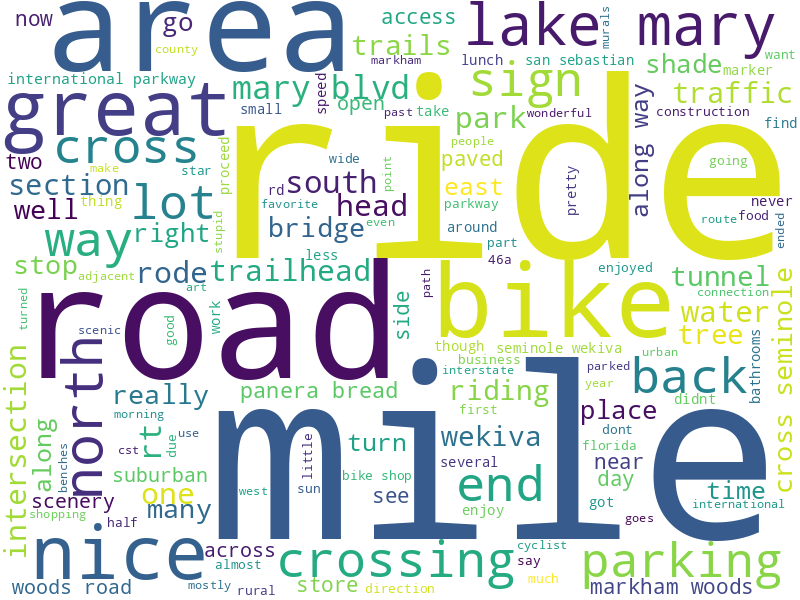 now
go
area
access
lake mary
murals
county
trails
markham
lunch
san sebastian
shade
want
marker
international parkway
mary blvd
speed
sign
traffic
great
small
open
past
take
park
wonderful
construction
along way
find
cross
ride
two
make
star
proceed
wide
people
paved
going
section
thing
rd
south
point
east
pretty
parkway
never
well
lot
favorite
head
even
route
food
way
right
stupid
bridge
around
part
ended
less
46a
stop
adjacent
rode
trailhead
path
enjoyed
tunnel
connection
turned
art
road
bike
water
cross seminole
scenic
good
work
side
though
seminole wekiva
tree
north
business
urban
interstate
parked
bathrooms
back
intersection
really
panera bread
riding
year
didnt
morning
first
place
along
rt
mile
turn
wekiva
dont
cst
due
use
little
florida
near
benches
suburban
several
see
bike shop
end
day
time
one
west
sun
enjoy
got
international
scenery
many
shopping
half
goes
nice
across
crossing
cyclist
say
parking
almost
woods road
mostly
rural
store
direction
much
markham woods